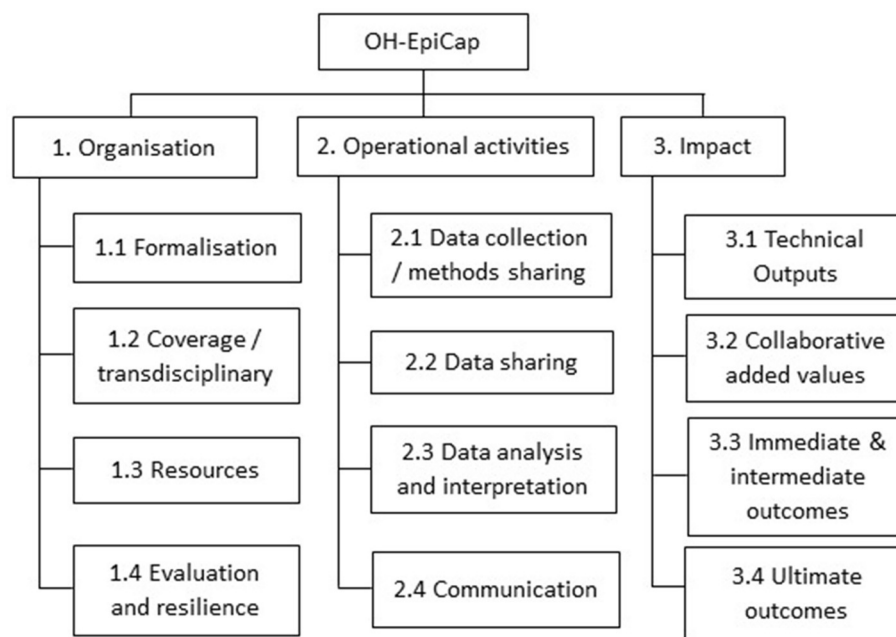 OH-EpiCap
1. Organisation
2. Operational activities
3. Impact
1.1 Formalisation
1.2 Coverage /
transdisciplinary
1.3 Resources
1.4 Evaluation
and resilience
2.1 Data collection
/ methods sharing
2.2 Data sharing
2.3 Data analysis
and interpretation
2.4 Communication
3.1 Technical
Outputs
3.2 Collaborative
added values
3.3 Immediate &
intermediate
outcomes
3.4 Ultimate
outcomes